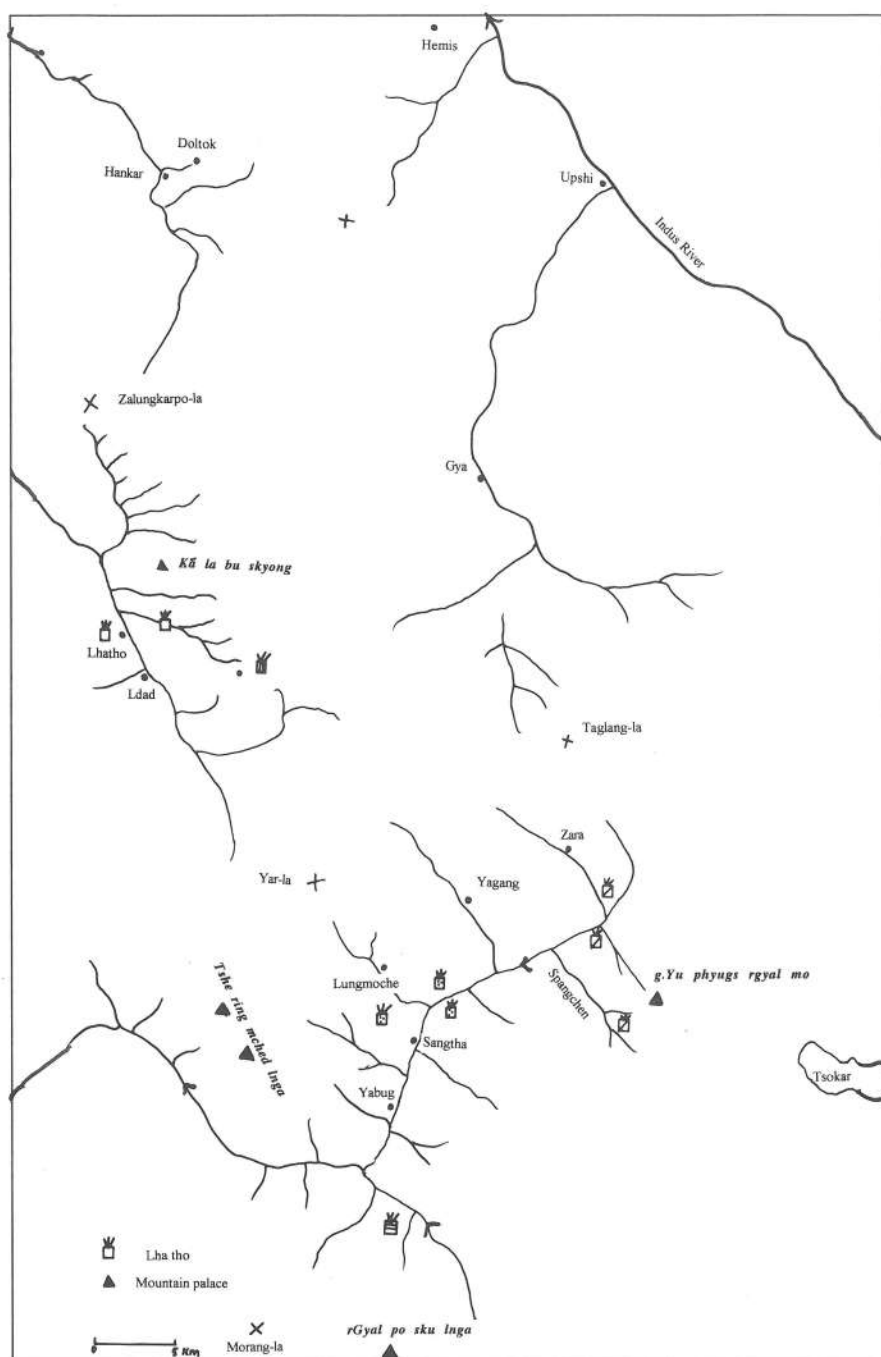 Hemis
Doltok
Hankar
Upshi
Indus River
Zalungkarpo-la
Gya
Kā la bu skyong
Lhatho
Ldad
Taglang-la
Zara
Yar-la
Yagang
Tshe ring mched lnga
Lungmoche
Spangchen
g.Yu phyugs rgyal mo
Sangtha
Tsokar
Yabug
Lha tho
Mountain palace
0 5 KM
Morang-la
rGyal po sku lnga